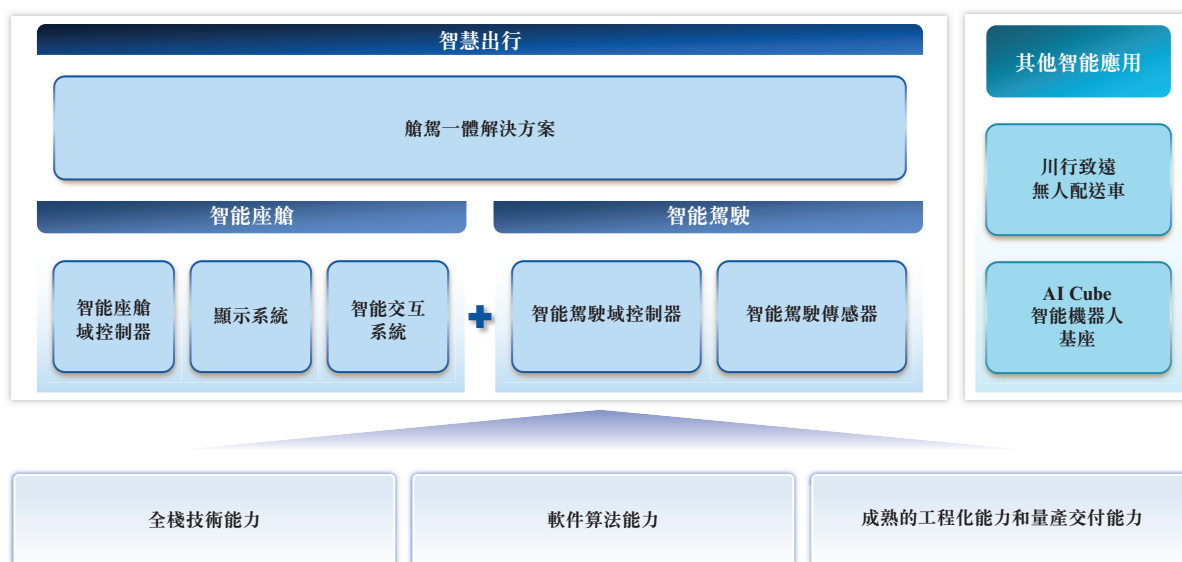 智慧出行
艙駕一體解決方案
智能座艙
智能駕駛
智能座艙
域控制器
顯示系統
智能交互
系統
智能駕駛域控制器
智能駕駛傳感器
其他智能應用
川行致遠
無人配送車
AI Cube
智能機器人
基座
全棧技術能力
軟件算法能力
成熟的工程化能力和量產交付能力